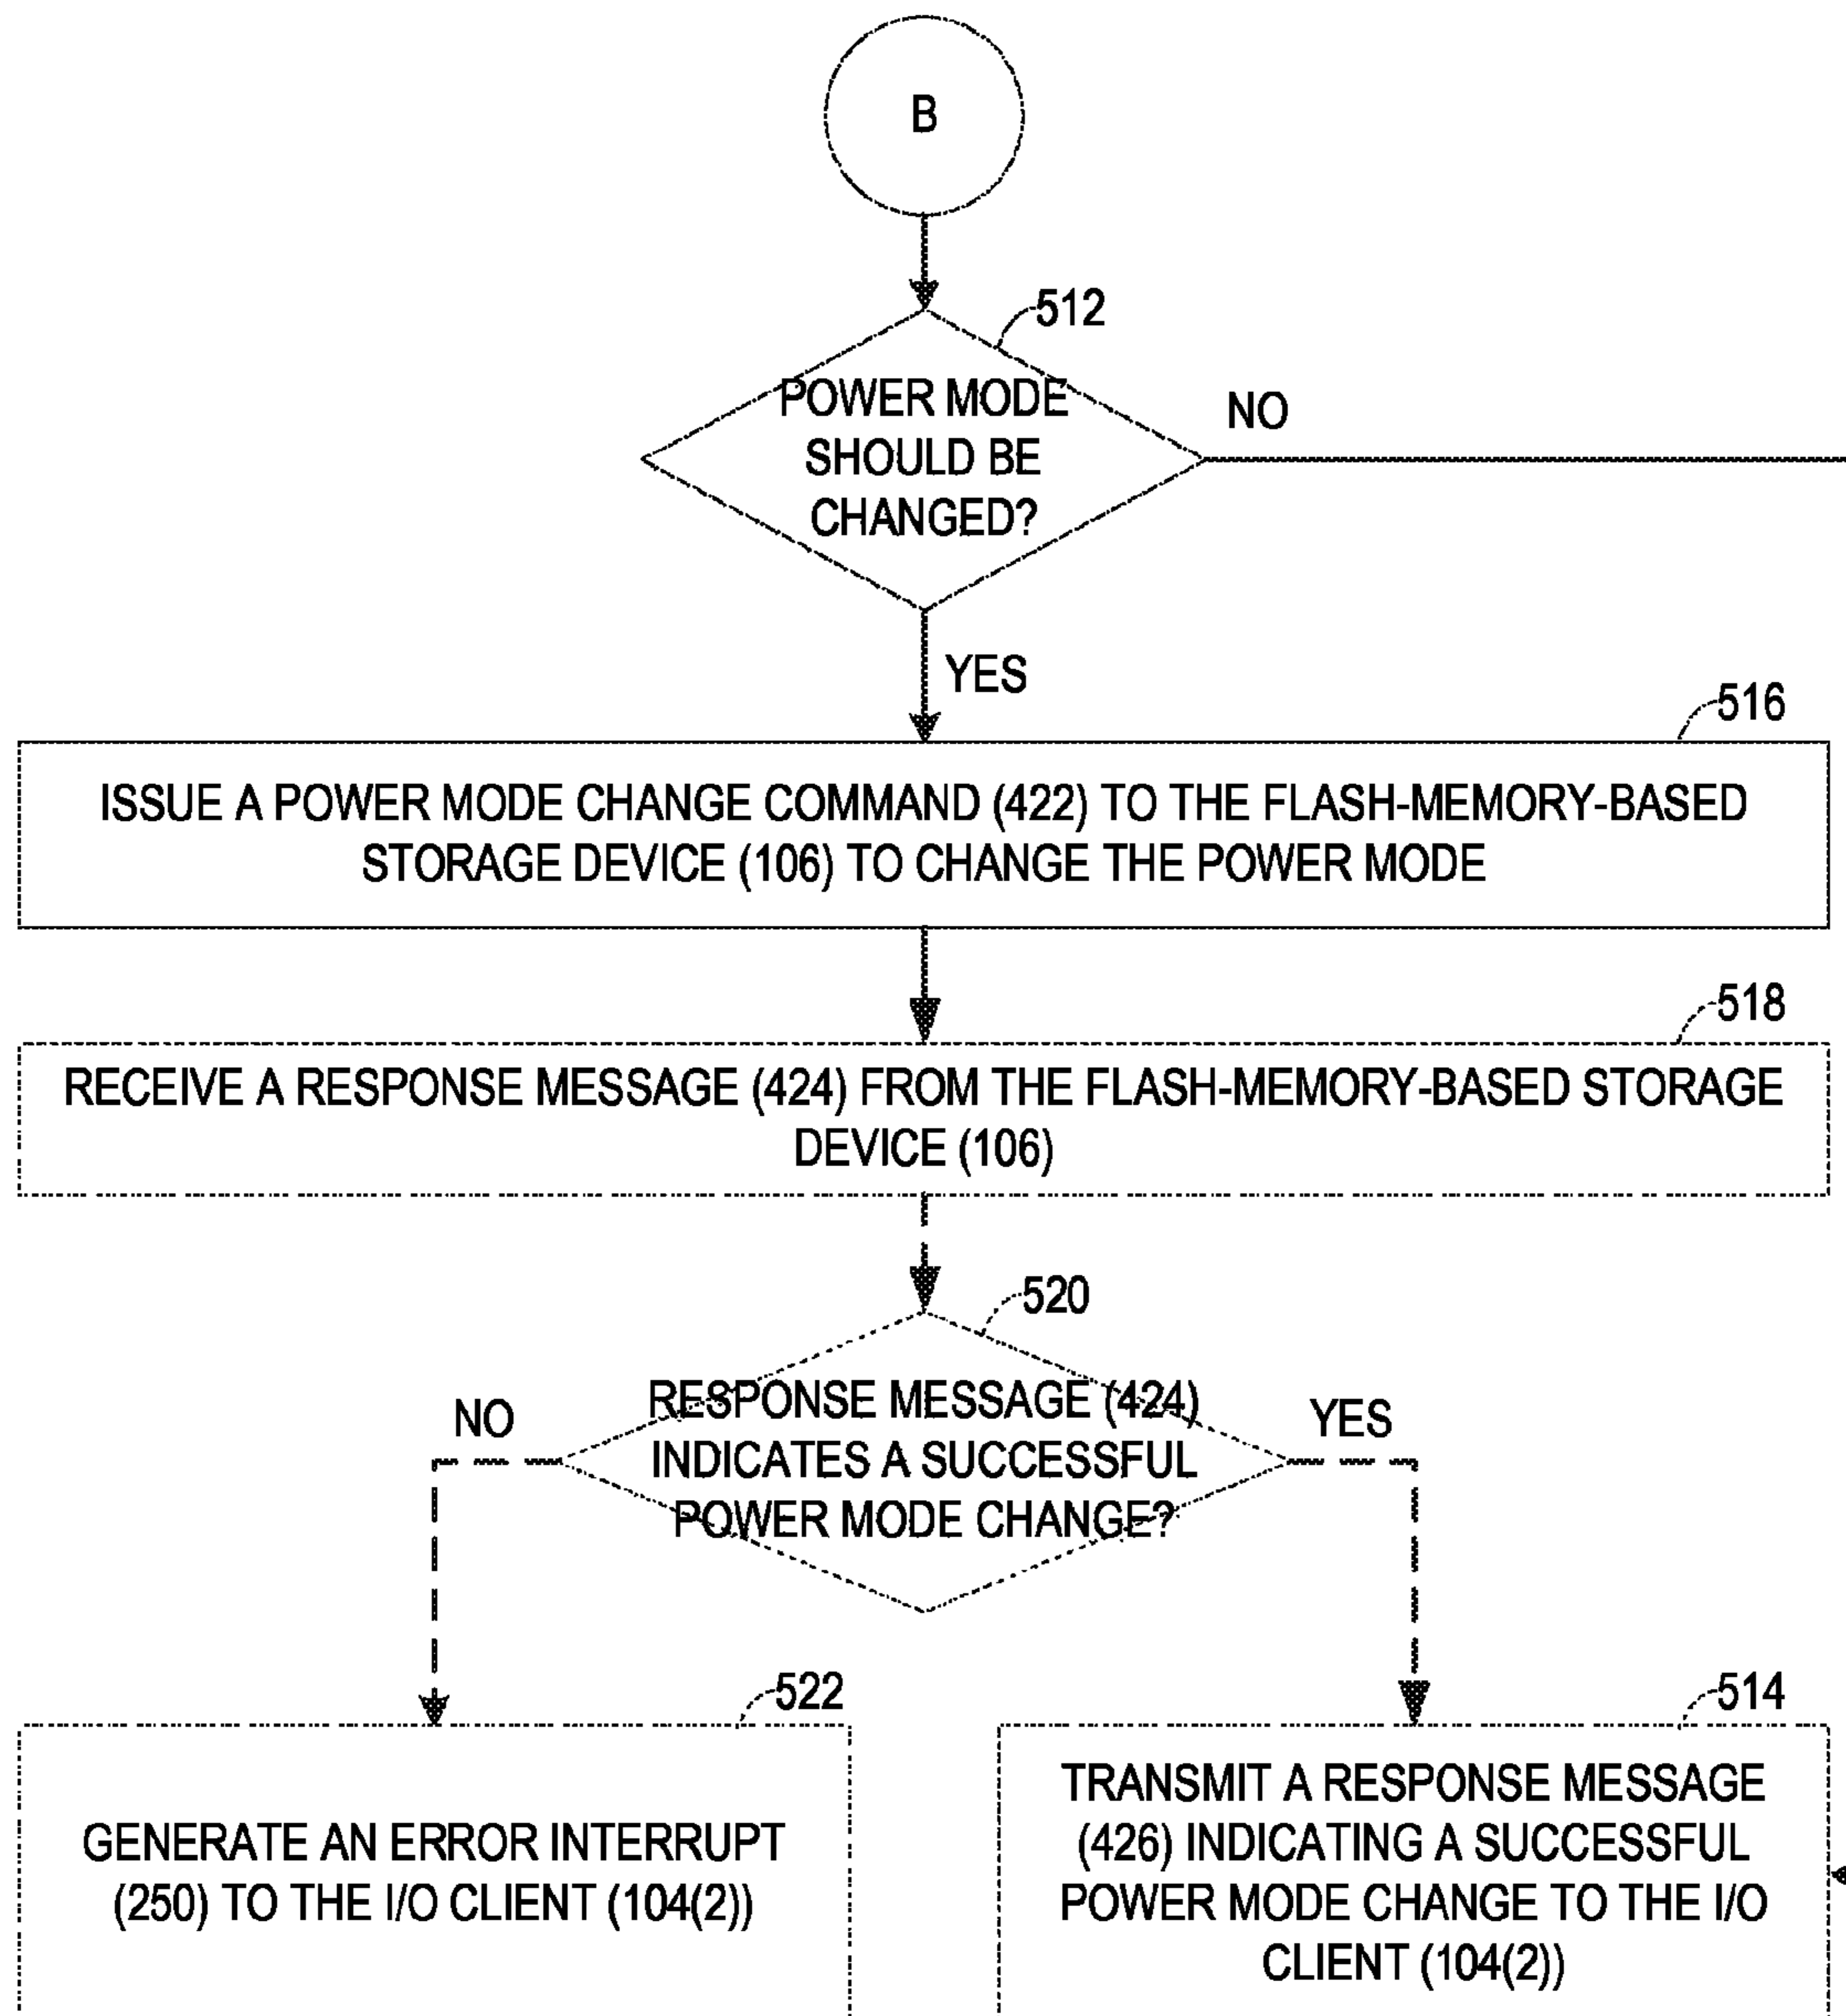 B
512
POWER MODE
SHOULD BE
CHANGED?
NO
YES
516
ISSUE A POWER MODE CHANGE COMMAND (422) TO THE FLASH-MEMORY-BASED
STORAGE DEVICE (106) TO CHANGE THE POWER MODE
518
RECEIVE A RESPONSE MESSAGE (424) FROM THE FLASH-MEMORY-BASED STORAGE
DEVICE (106)
520
RESPONSE MESSAGE (424)
INDICATES A SUCCESSFUL
POWER MODE CHANGE?
NO
YES
522
GENERATE AN ERROR INTERRUPT
(250) TO THE I/O CLIENT (104(2))
514
TRANSMIT A RESPONSE MESSAGE
(426) INDICATING A SUCCESSFUL
POWER MODE CHANGE TO THE I/O
CLIENT (104(2))